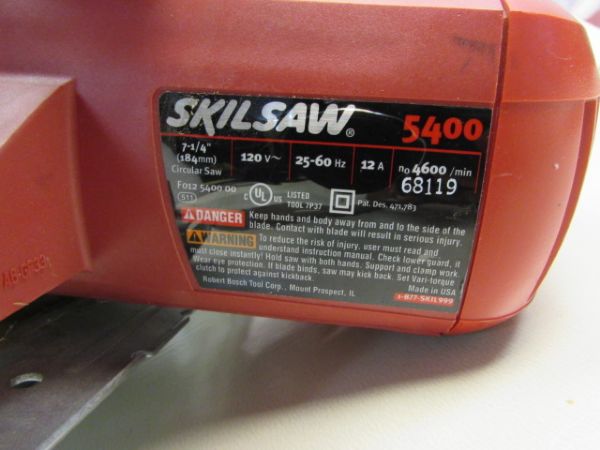 SKILSAW® 5400
7-1/4"
(184mm)
Circular Saw
120 V~
25-60 Hz
12 A
n0 4600 /min
68119
F012 5400 00
511
C UL US
LISTED
TOOL 7P37
Pat. Des. 471,783
DANGER Keep hands and body away from and to the side of the
blade. Contact with blade will result in serious injury.
WARNING To reduce the risk of injury. user must read and
understand instruction manual. Check lower guard, it
must close instantly! Hold saw with both hands. Support and clamp work.
Wear eye protection. If blade binds, saw may kick back. Set Vari-torque
clutch to protect against kickback. Made in USA
Robert Bosch Tool Corp., Mount Prospect, IL 1-877-SKIL999